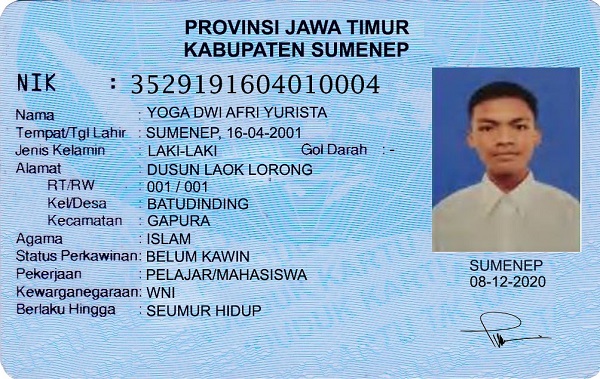 PROVINSI JAWA TIMUR
KABUPATEN SUMENEP
NIK : 3529191604010004
Nama : YOGA DWI AFRI YURISTA
Tempat/Tgl Lahir : SUMENEP, 16-04-2001
Jenis Kelamin : LAKI-LAKI Gol Darah : -
Alamat : DUSUN LAOK LORONG
RT/RW : 001 / 001
Kel/Desa : BATUDINDING
Kecamatan : GAPURA
Agama : ISLAM
Status Perkawinan: BELUM KAWIN
Pekerjaan : PELAJAR/MAHASISWA
Kewarganegaraan: WNI
Berlaku Hingga : SEUMUR HIDUP
SUMENEP
08-12-2020